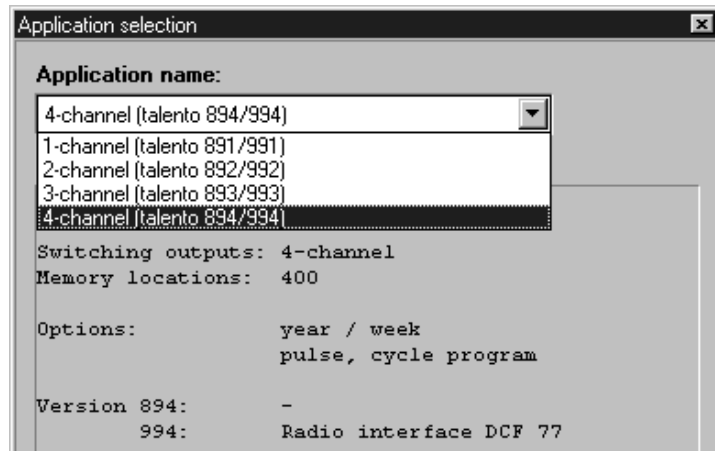 Application selection
Application name:
4-channel (talento 894/994)
1-channel (talento 891/991)
2-channel (talento 892/992)
3-channel (talento 893/993)
4-channel (talento 894/994)
Switching outputs: 4-channel
Memory locations: 400
Options: year / week
pulse, cycle program
Version 894: -
994: Radio interface DCF 77